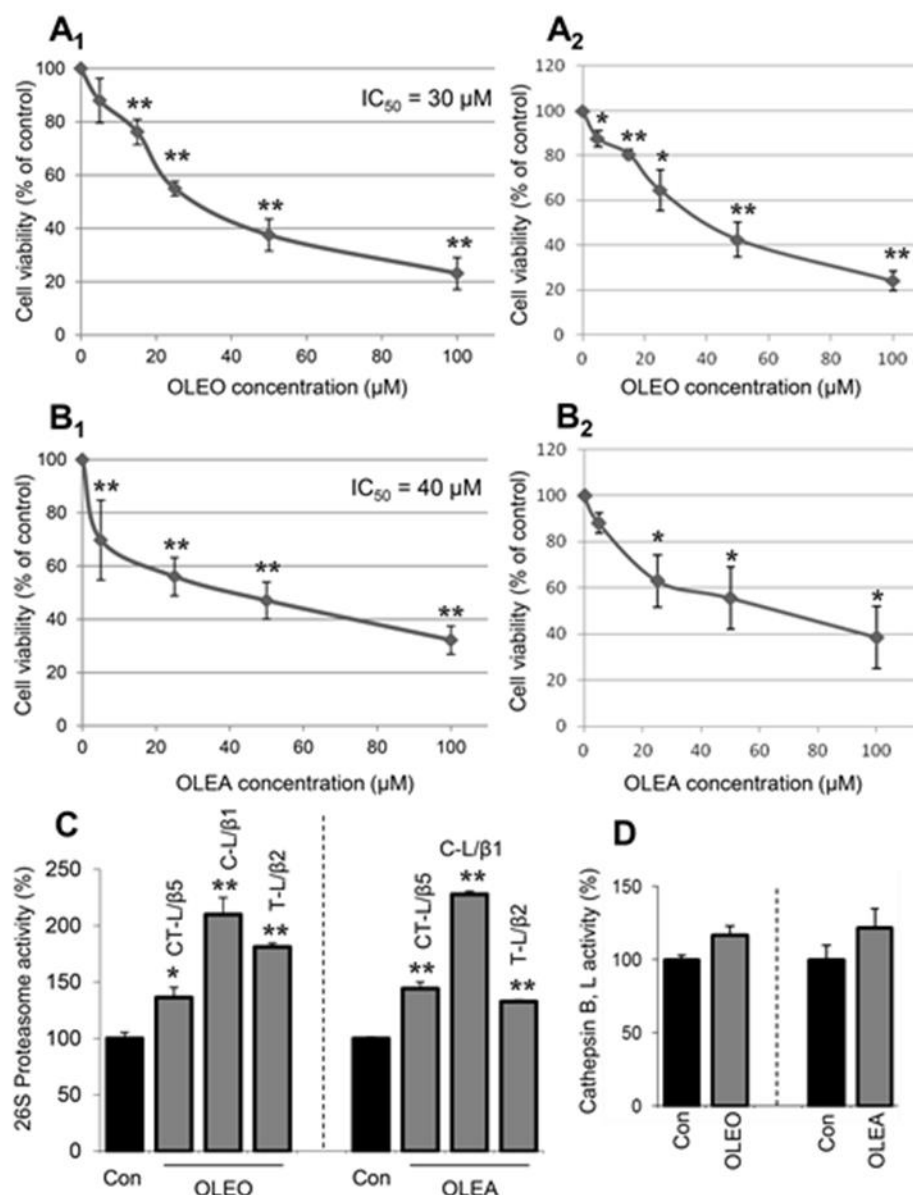 A1
Cell viability (% of control)
100
80
60
40
20
0
IC50 = 30 µM
**
**
**
**
0 20 40 60 80 100
OLEO concentration (µM)
A2
Cell viability (% of control)
120
100
80
60
40
20
0
*
**
*
**
**
0 20 40 60 80 100
OLEO concentration (µM)
B1
Cell viability (% of control)
100
80
60
40
20
0
IC50 = 40 µM
**
**
**
**
0 20 40 60 80 100
OLEA concentration (µM)
B2
Cell viability (% of control)
120
100
80
60
40
20
0
*
*
*
0 20 40 60 80 100
OLEA concentration (µM)
C
26S Proteasome activity (%)
250
200
150
100
50
0
* CT-L/β5
** C-L/β1
** T-L/β2
** CT-L/β5
C-L/β1
**
** T-L/β2
Con
OLEO
Con
OLEA
D
Cathepsin B, L activity (%)
150
100
50
0
Con
OLEO
Con
OLEA